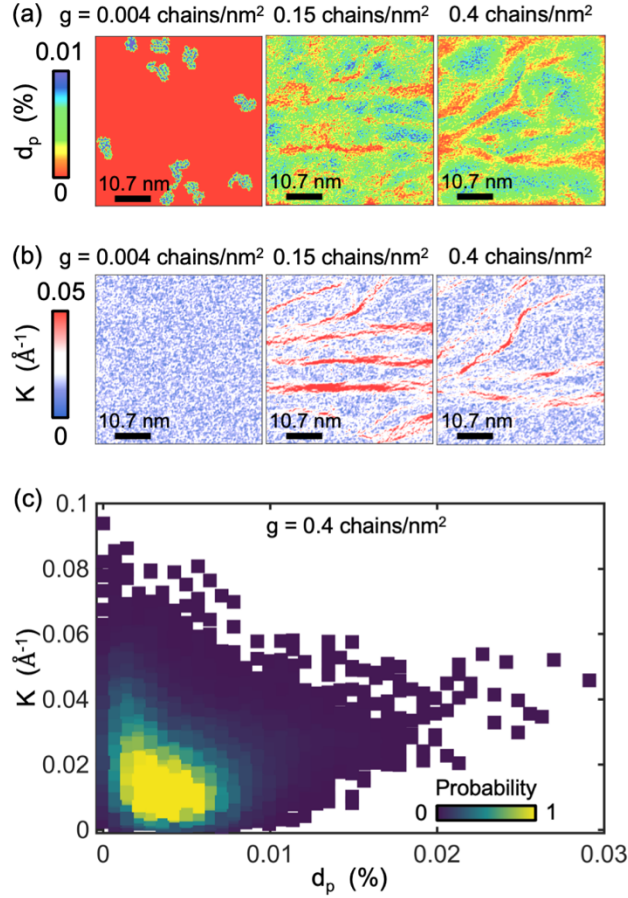 (a) g = 0.004 chains/nm² 0.15 chains/nm² 0.4 chains/nm²
0.01
dₚ (%)
0
10.7 nm 10.7 nm 10.7 nm
(b) g = 0.004 chains/nm² 0.15 chains/nm² 0.4 chains/nm²
0.05
K (Å⁻¹)
0
10.7 nm 10.7 nm 10.7 nm
(c)
g = 0.4 chains/nm²
0.1
0.08
0.06
0.04
0.02
0
K (Å⁻¹)
Probability
0 1
0 0.01 0.02 0.03
dₚ (%)